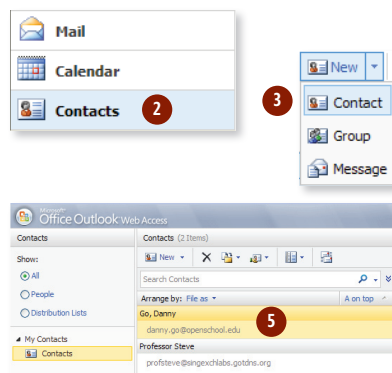 Mail
Calendar
Contacts 2
New
3 Contact
Group
Message
Microsoft
Office Outlook Web Access
Contacts
Contacts (2 Items)
Show:
All
People
Distribution Lists
My Contacts
Contacts
New
Search Contacts
Arrange by: File as A on top
Go, Danny
danny.go@openschool.edu
5
Professor Steve
profsteve@singexchlabs.gotdns.org